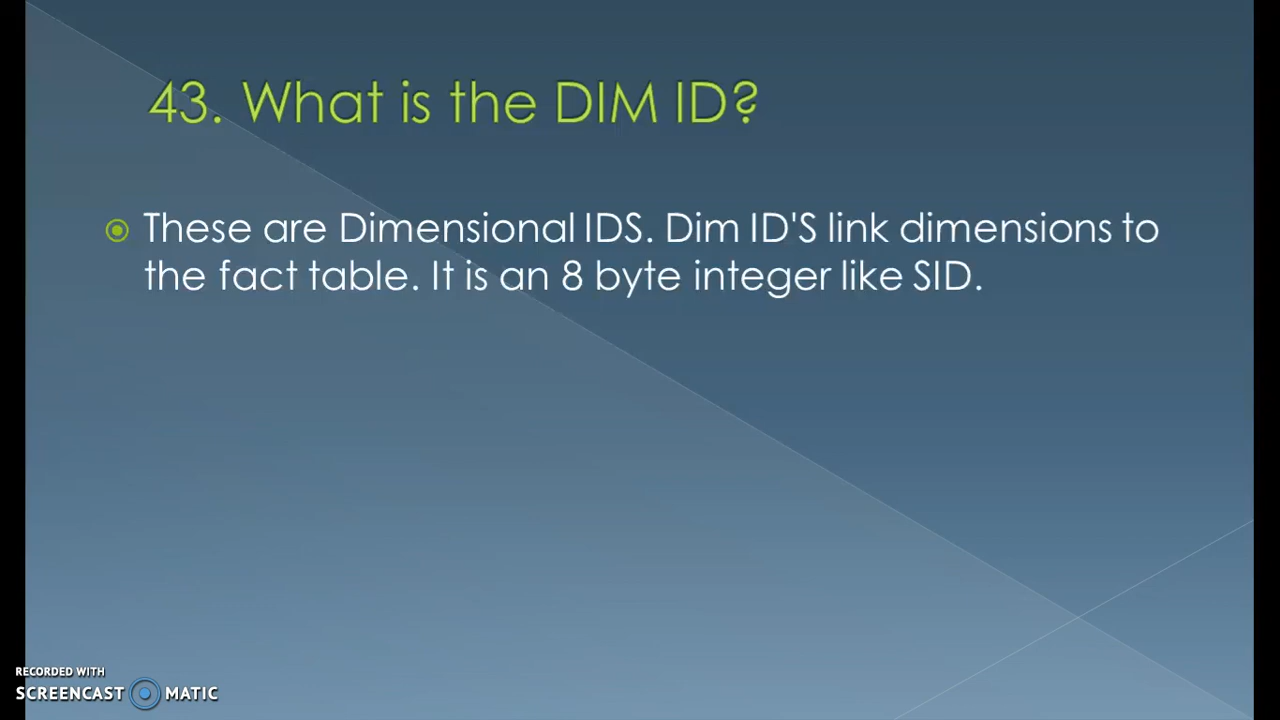 43. What is the DIM ID?
These are Dimensional IDS. Dim ID'S link dimensions to
the fact table. It is an 8 byte integer like SID.
RECORDED WITH
SCREENCAST MATIC